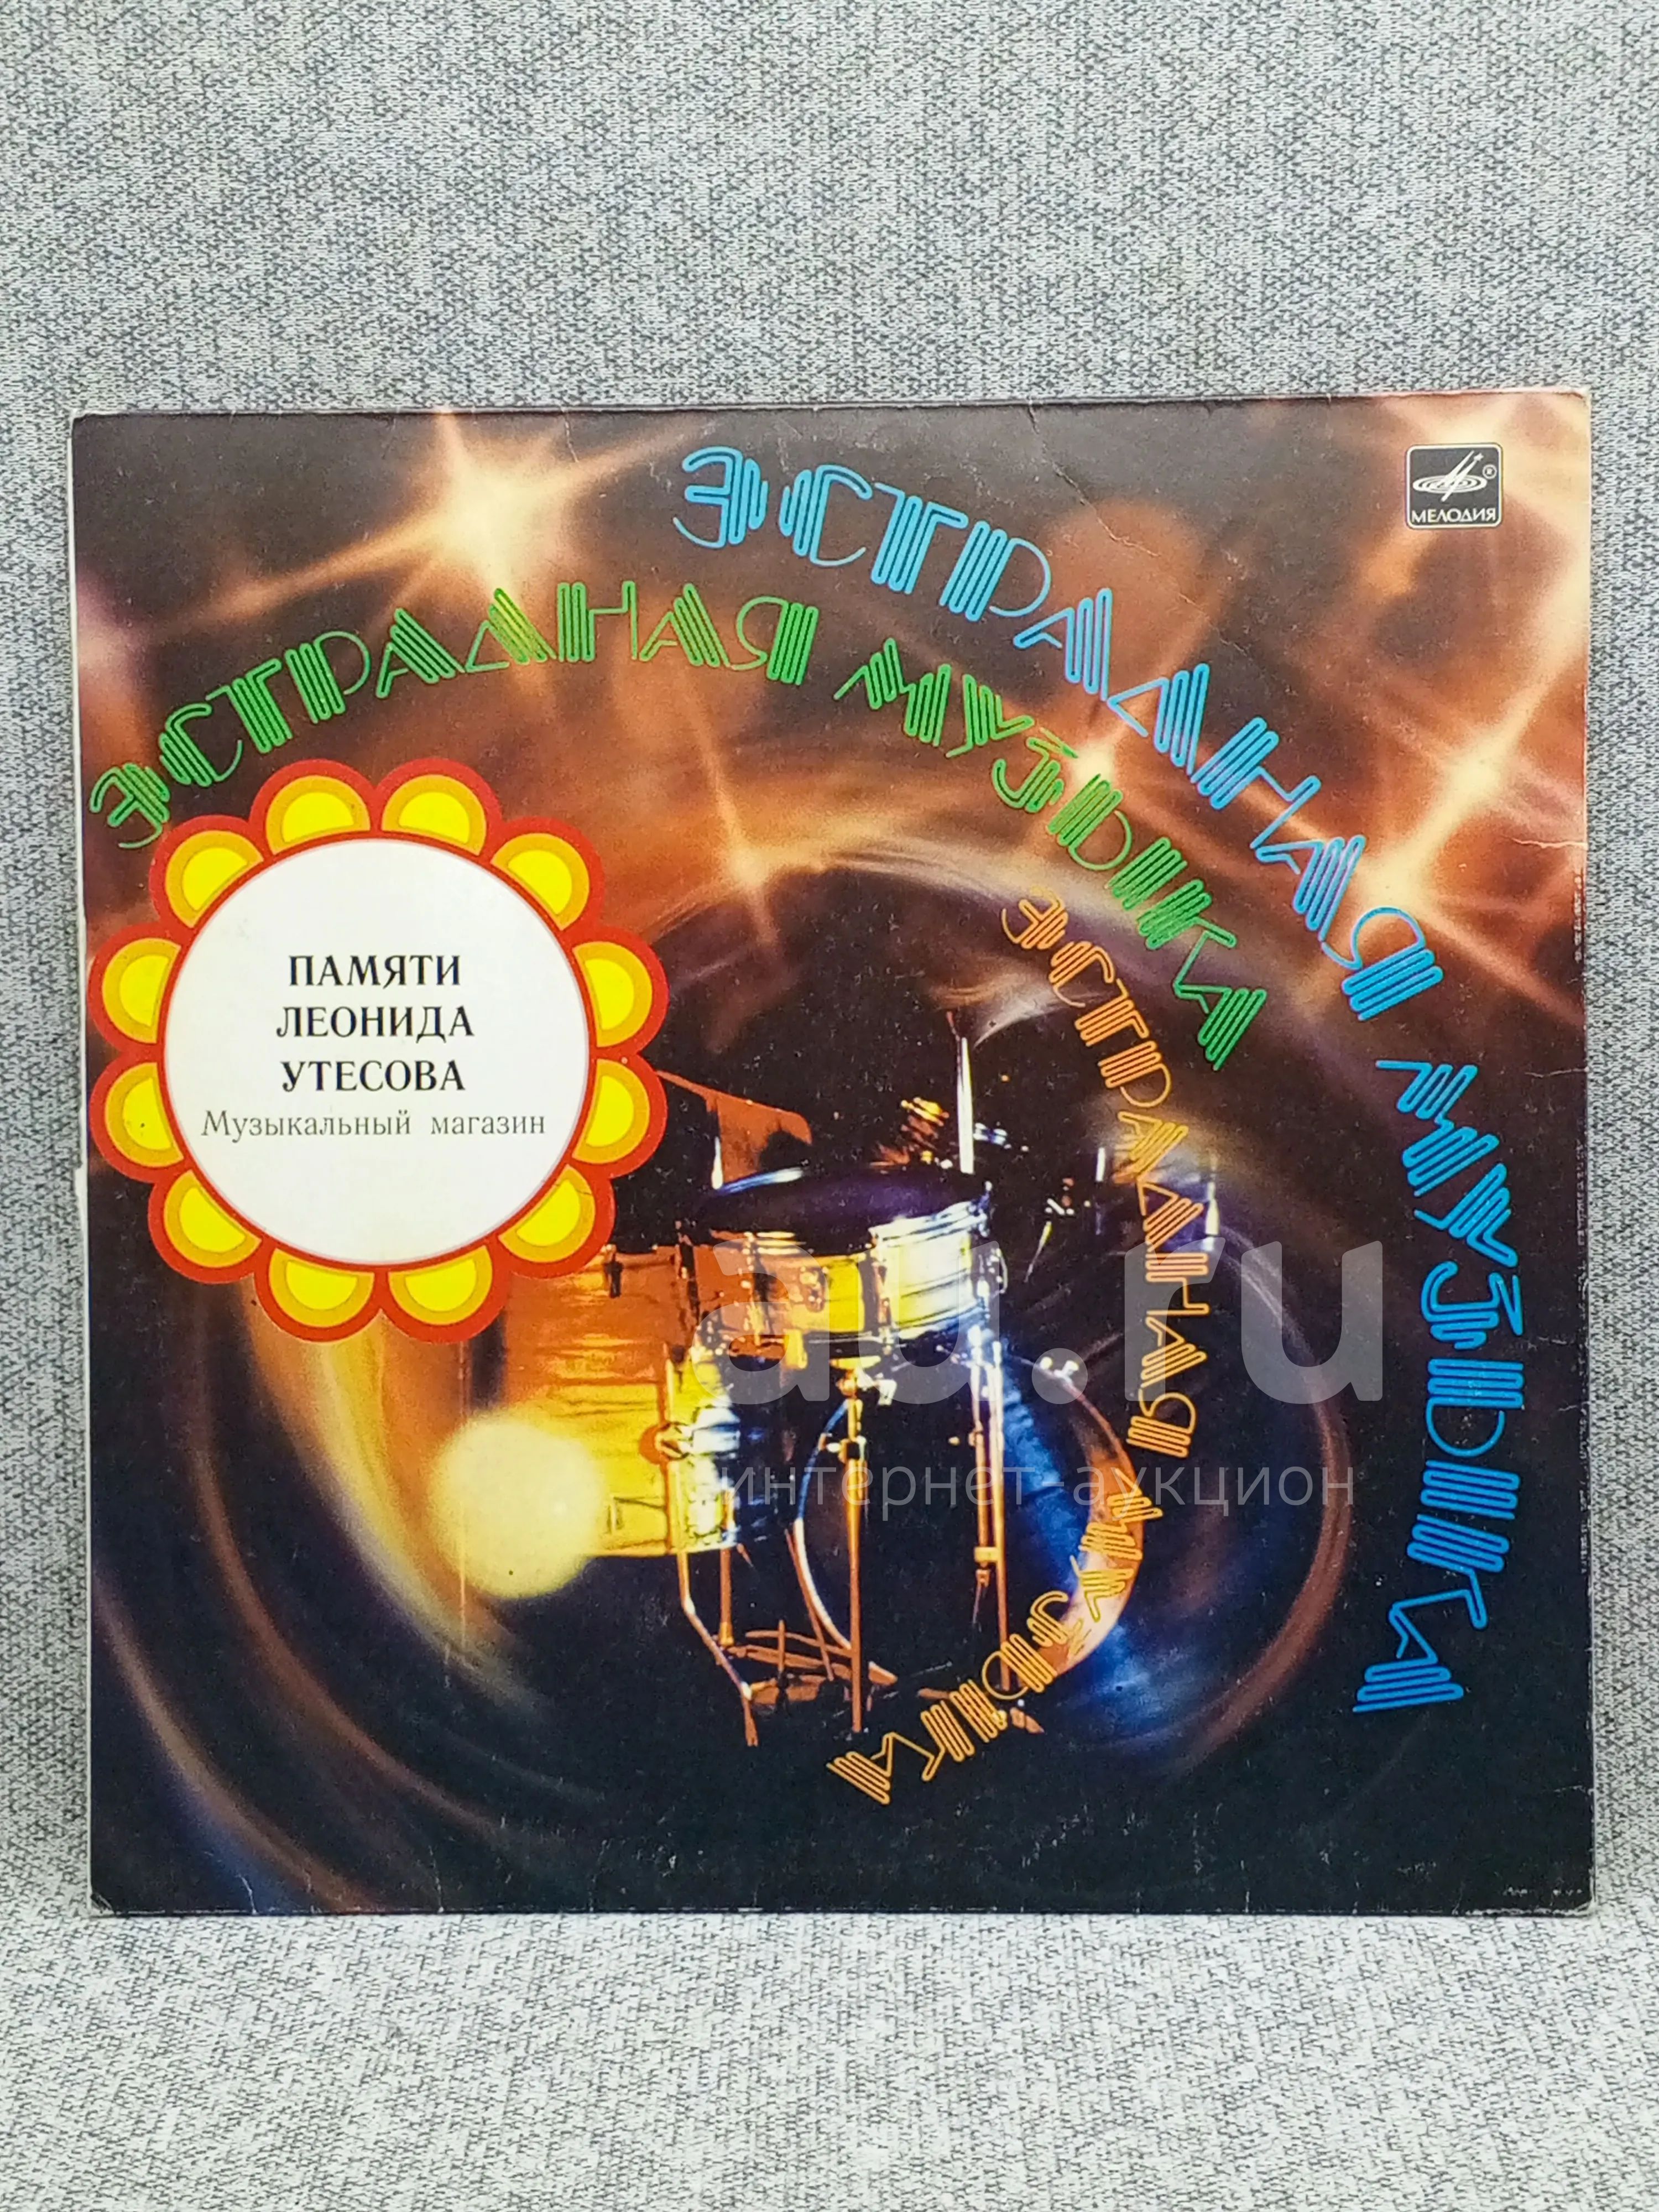 ЭСТРАДНАЯ МУЗЫКА
МЕЛОДИЯ
®
ЭСТРАДНАЯ МУЗЫКА
ЭСТРАДНАЯ МУЗЫКА
ПАМЯТИ
ЛЕОНИДА
УТЕСОВА
Музыкальный магазин
au.ru
интернет-аукцион